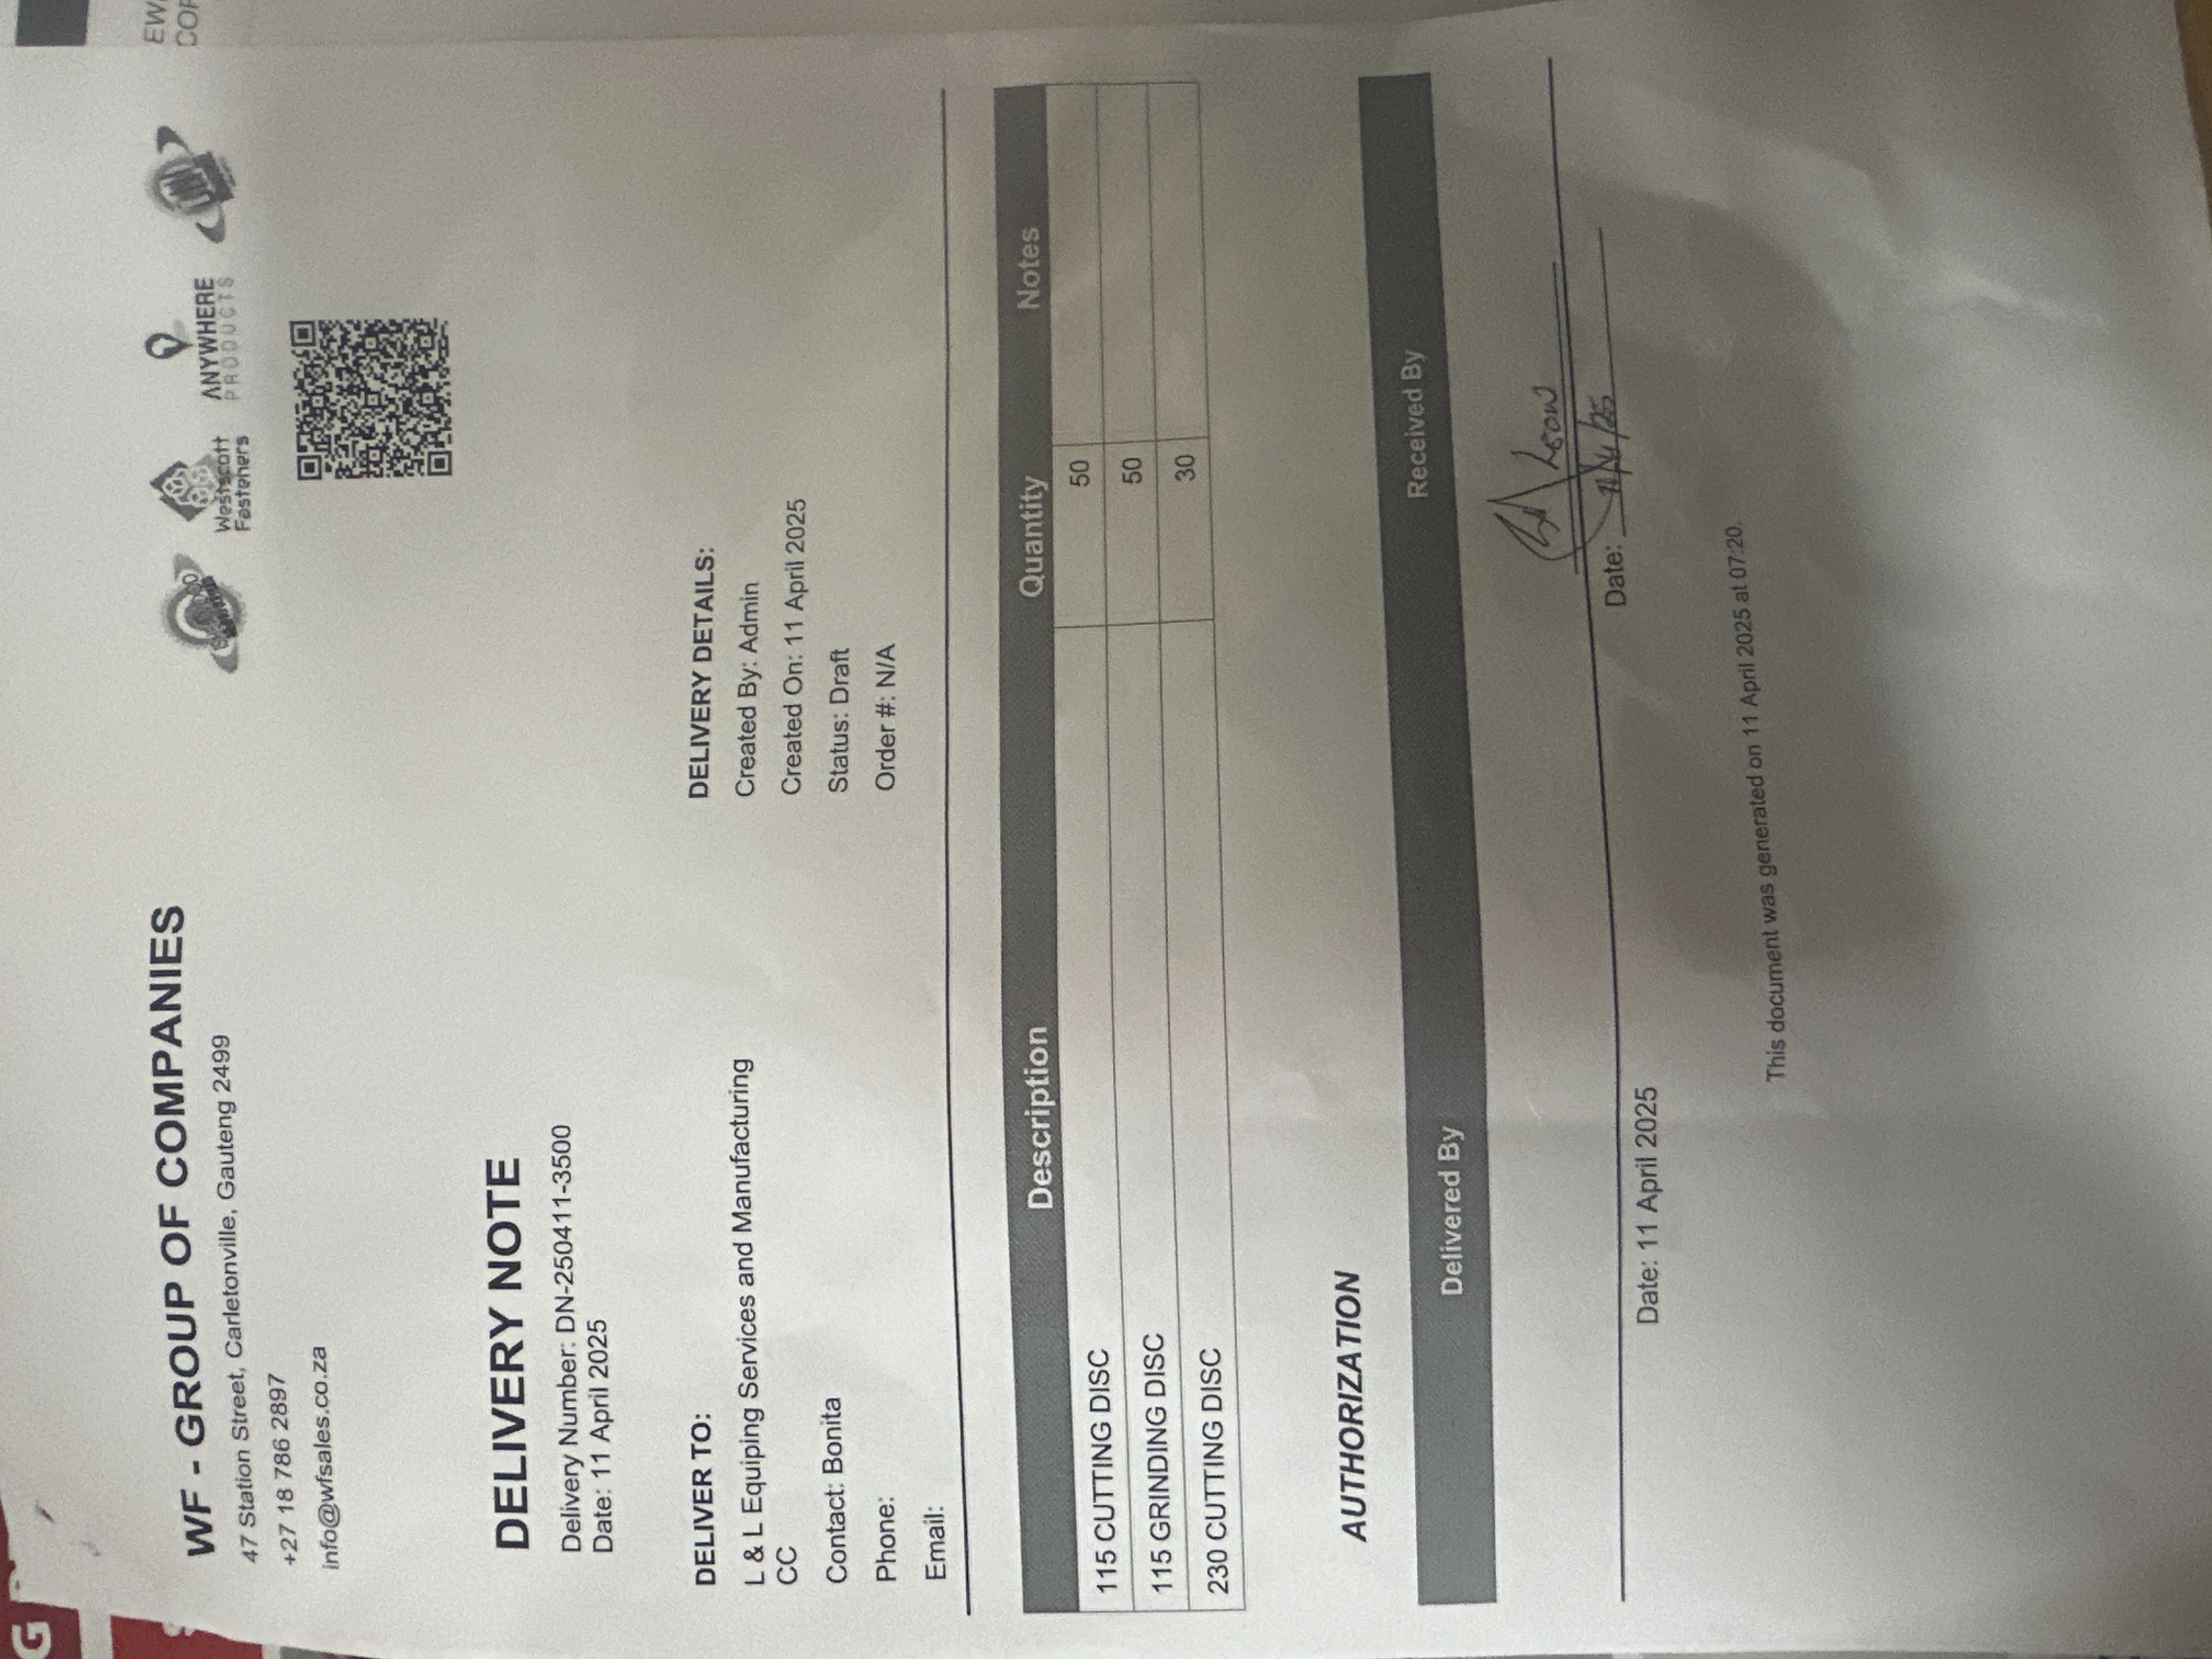 G
WF - GROUP OF COMPANIES
47 Station Street, Carletonville, Gauteng 2499
+27 18 786 2897
info@wfsales.co.za
Westscott
Fasteners
ANYWHERE
PRODUCTS
DELIVERY NOTE
Delivery Number: DN-250411-3500
Date: 11 April 2025
DELIVER TO:
L & L Equiping Services and Manufacturing
CC
Contact: Bonita
Phone:
Email:
DELIVERY DETAILS:
Created By: Admin
Created On: 11 April 2025
Status: Draft
Order #: N/A
Description Quantity Notes
115 CUTTING DISC 50
115 GRINDING DISC 50
230 CUTTING DISC 30
AUTHORIZATION
Delivered By Received By
Leon
Date: 11/4/25
Date: 11 April 2025
This document was generated on 11 April 2025 at 07:20.